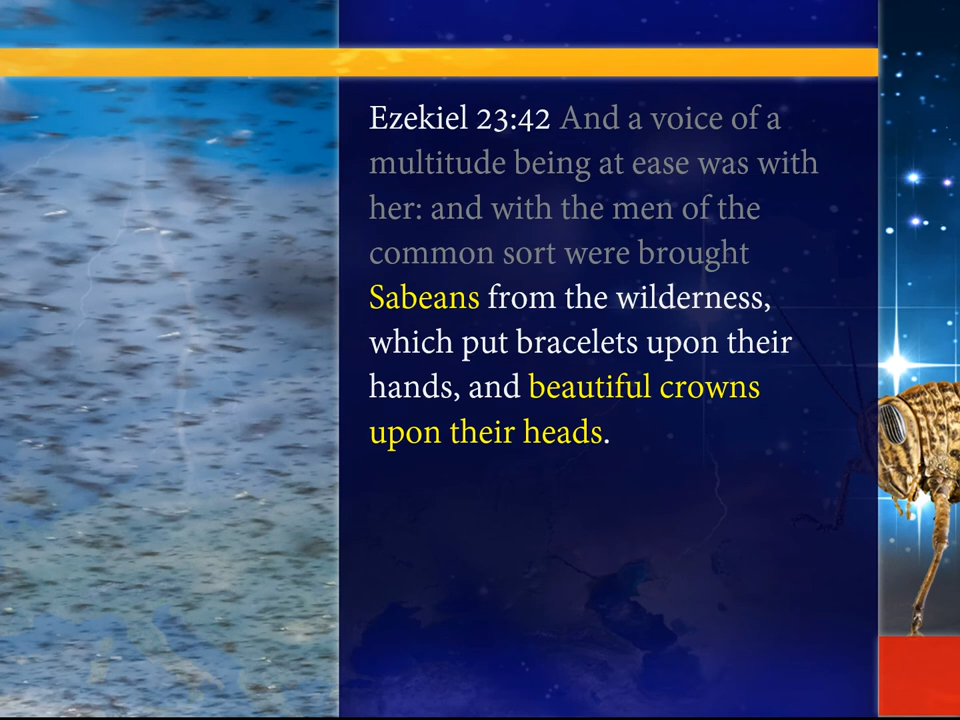 Ezekiel 23:42 And a voice of a
multitude being at ease was with
her: and with the men of the
common sort were brought
Sabeans from the wilderness,
which put bracelets upon their
hands, and beautiful crowns
upon their heads.